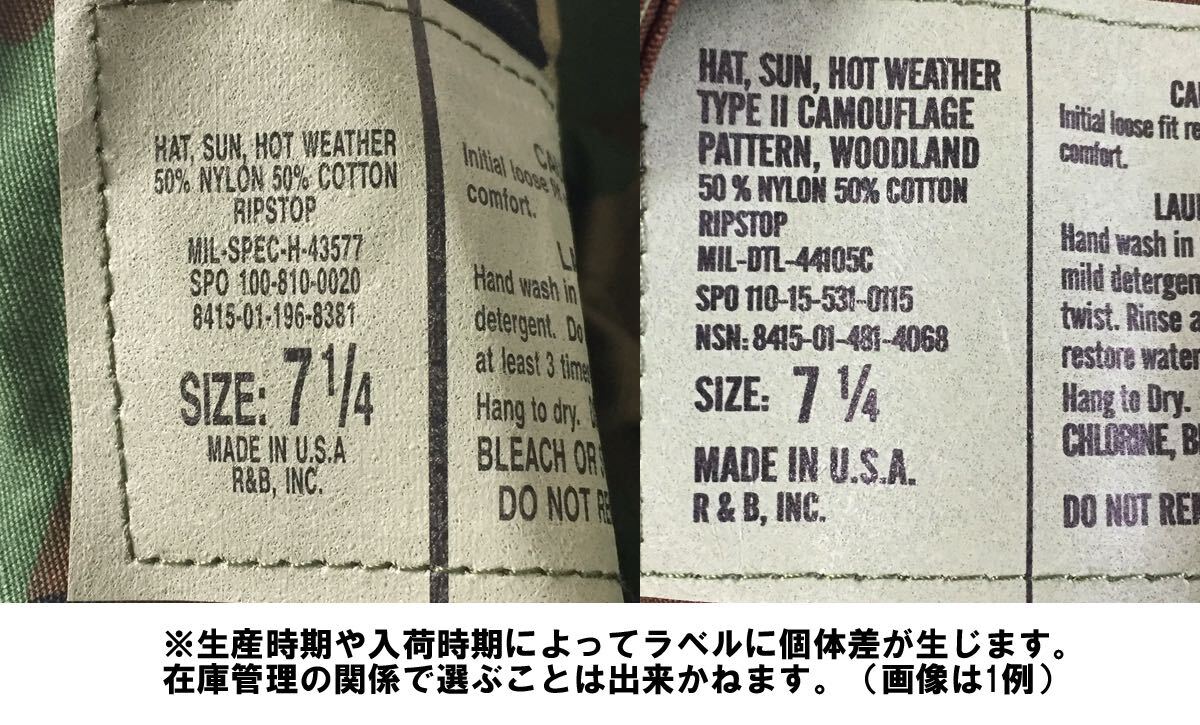 HAT, SUN, HOT WEATHER
50% NYLON 50% COTTON
RIPSTOP
MIL-SPEC-H-43577
SPO 100-810-0020
8415-01-196-8381
SIZE: 7 1/4
MADE IN U.S.A
R&B, INC.
Initial loose
comfort.
Hand wash in
detergent. Do
at least 3 times
Hang to dry.
BLEACH OR
DO NOT
HAT, SUN, HOT WEATHER
TYPE II CAMOUFLAGE
PATTERN, WOODLAND
50 % NYLON 50% COTTON
RIPSTOP
MIL-DTL-44105C
SPO 110-15-531-0115
NSN: 8415-01-481-4068
SIZE: 7 1/4
MADE IN U.S.A.
R & B, INC.
Initial loose fit
comfort.
Hand wash in
mild
twist. Rinse
restore
Hang to Dry.
CHLORINE,
DO NOT
※生産時期や入荷時期によってラベルに個体差が生じます。
在庫管理の関係で選ぶことは出来かねます。（画像は1例）